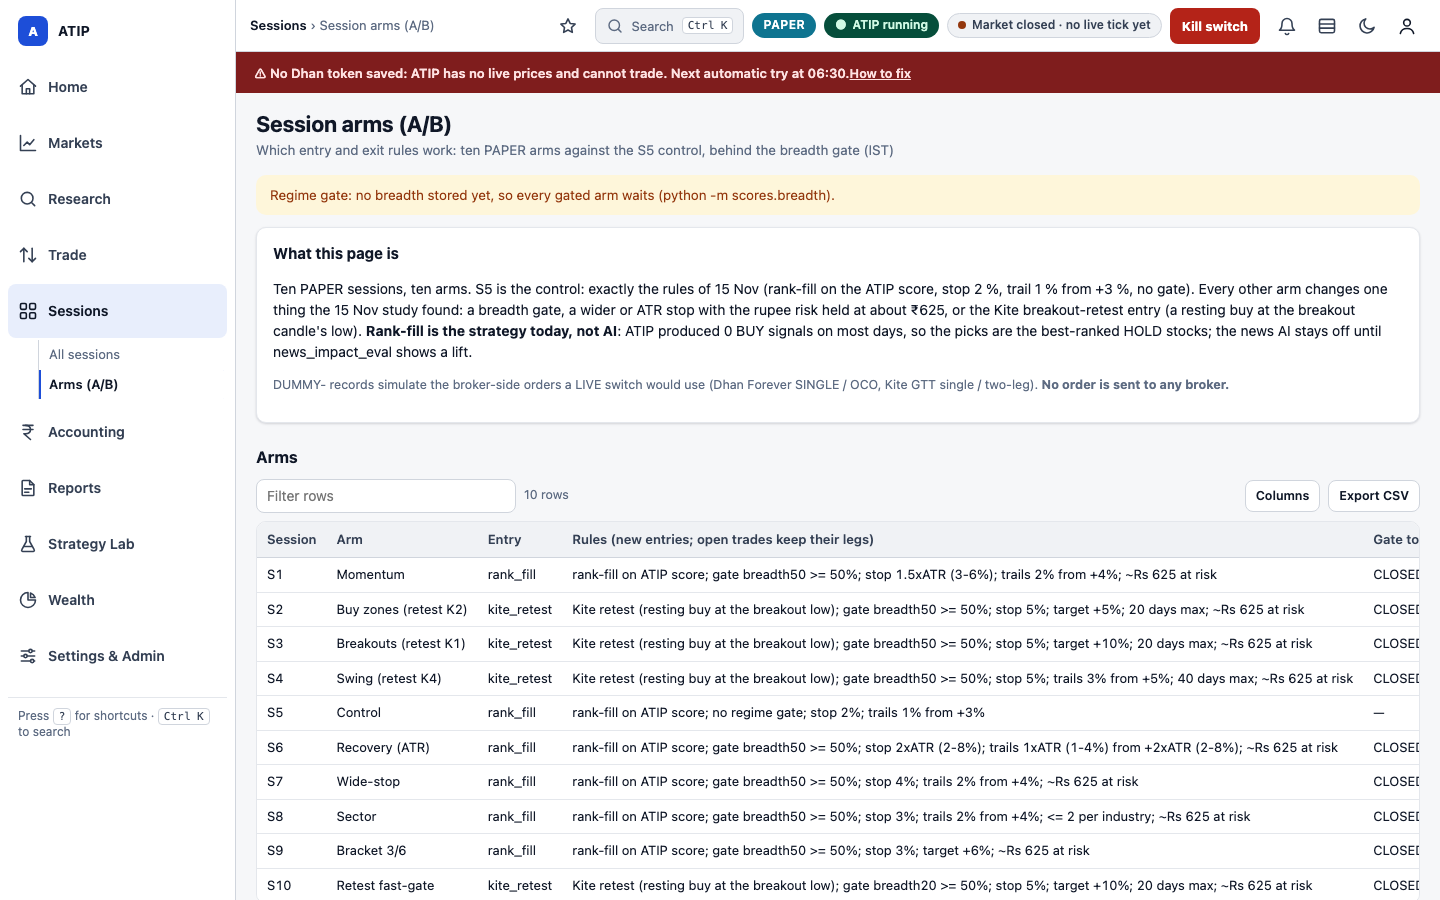 A ATIP
Sessions › Session arms (A/B)
Search Ctrl K
PAPER
ATIP running
Market closed · no live tick yet
Kill switch
⚠ No Dhan token saved: ATIP has no live prices and cannot trade. Next automatic try at 06:30.How to fix
Home
Markets
Research
Trade
Sessions
All sessions
Arms (A/B)
Accounting
Reports
Strategy Lab
Wealth
Settings & Admin
Press ? for shortcuts · Ctrl K
to search
Session arms (A/B)
Which entry and exit rules work: ten PAPER arms against the S5 control, behind the breadth gate (IST)
Regime gate: no breadth stored yet, so every gated arm waits (python -m scores.breadth).
What this page is
Ten PAPER sessions, ten arms. S5 is the control: exactly the rules of 15 Nov (rank-fill on the ATIP score, stop 2 %, trail 1 % from +3 %, no gate). Every other arm changes one
thing the 15 Nov study found: a breadth gate, a wider or ATR stop with the rupee risk held at about ₹625, or the Kite breakout-retest entry (a resting buy at the breakout
candle's low). Rank-fill is the strategy today, not AI: ATIP produced 0 BUY signals on most days, so the picks are the best-ranked HOLD stocks; the news AI stays off until
news_impact_eval shows a lift.
DUMMY- records simulate the broker-side orders a LIVE switch would use (Dhan Forever SINGLE / OCO, Kite GTT single / two-leg). No order is sent to any broker.
Arms
Filter rows
10 rows
Columns
Export CSV
Session Arm Entry Rules (new entries; open trades keep their legs) Gate to
S1 Momentum rank_fill rank-fill on ATIP score; gate breadth50 >= 50%; stop 1.5xATR (3-6%); trails 2% from +4%; ~Rs 625 at risk CLOSED
S2 Buy zones (retest K2) kite_retest Kite retest (resting buy at the breakout low); gate breadth50 >= 50%; stop 5%; target +5%; 20 days max; ~Rs 625 at risk CLOSED
S3 Breakouts (retest K1) kite_retest Kite retest (resting buy at the breakout low); gate breadth50 >= 50%; stop 5%; target +10%; 20 days max; ~Rs 625 at risk CLOSED
S4 Swing (retest K4) kite_retest Kite retest (resting buy at the breakout low); gate breadth50 >= 50%; stop 5%; trails 3% from +5%; 40 days max; ~Rs 625 at risk CLOSED
S5 Control rank_fill rank-fill on ATIP score; no regime gate; stop 2%; trails 1% from +3% —
S6 Recovery (ATR) rank_fill rank-fill on ATIP score; gate breadth50 >= 50%; stop 2xATR (2-8%); trails 1xATR (1-4%) from +2xATR (2-8%); ~Rs 625 at risk CLOSED
S7 Wide-stop rank_fill rank-fill on ATIP score; gate breadth50 >= 50%; stop 4%; trails 2% from +4%; ~Rs 625 at risk CLOSED
S8 Sector rank_fill rank-fill on ATIP score; gate breadth50 >= 50%; stop 3%; trails 2% from +4%; <= 2 per industry; ~Rs 625 at risk CLOSED
S9 Bracket 3/6 rank_fill rank-fill on ATIP score; gate breadth50 >= 50%; stop 3%; target +6%; ~Rs 625 at risk CLOSED
S10 Retest fast-gate kite_retest Kite retest (resting buy at the breakout low); gate breadth20 >= 50%; stop 5%; target +10%; 20 days max; ~Rs 625 at risk CLOSED